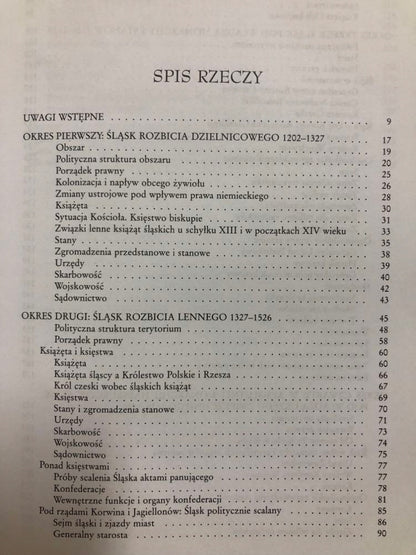 SPIS RZECZY
UWAGI WSTĘPNE . . . . . . . . . . 9
OKRES PIERWSZY: ŚLĄSK ROZBICIA DZIELNICOWEGO 1202–1327 . . . . 17
Obszar . . . . . . . . . . 19
Polityczna struktura obszaru . . . . . . . . . . 20
Porządek prawny . . . . . . . . . . 25
Kolonizacja i napływ obcego żywiołu . . . . . . . . . . 26
Zmiany ustrojowe pod wpływem prawa niemieckiego . . . . . . . . . . 28
Książęta . . . . . . . . . . 30
Sytuacja Kościoła. Księstwo biskupie . . . . . . . . . . 31
Związki lenne książąt śląskich u schyłku XIII i w początkach XIV wieku . . 33
Stany . . . . . . . . . . 35
Zgromadzenia przedstanowe i stanowe . . . . . . . . . . 38
Urzędy . . . . . . . . . . 39
Skarbowość . . . . . . . . . . 40
Wojskowość . . . . . . . . . . 42
Sądownictwo . . . . . . . . . . 43
OKRES DRUGI: ŚLĄSK ROZBICIA LENNEGO 1327–1526 . . . . . . . . . . 45
Polityczna struktura terytorium . . . . . . . . . . 48
Porządek prawny . . . . . . . . . . 58
Książęta i księstwa . . . . . . . . . . 60
Książęta . . . . . . . . . . 60
Książęta śląscy a Królestwo Polskie i Rzesza . . . . . . . . . . 66
Król czeski wobec śląskich książąt . . . . . . . . . . 67
Księstwa . . . . . . . . . . 69
Stany i zgromadzenia stanowe . . . . . . . . . . 70
Urzędy . . . . . . . . . . 71
Skarbowość . . . . . . . . . . 73
Wojskowość . . . . . . . . . . 74
Sądownictwo . . . . . . . . . . 75
Ponad księstwami . . . . . . . . . . 77
Próby scalenia Śląska aktami panującego . . . . . . . . . . 77
Konfederacje . . . . . . . . . . 78
Wewnętrzne funkcje i organy konfederacji . . . . . . . . . . 81
Pod rządami Korwina i Jagiellonów: Śląsk politycznie scalany . . . . . 85
Sejm śląski i zjazdy miast . . . . . . . . . . 86
Generalny starosta . . . . . . . . . . 90